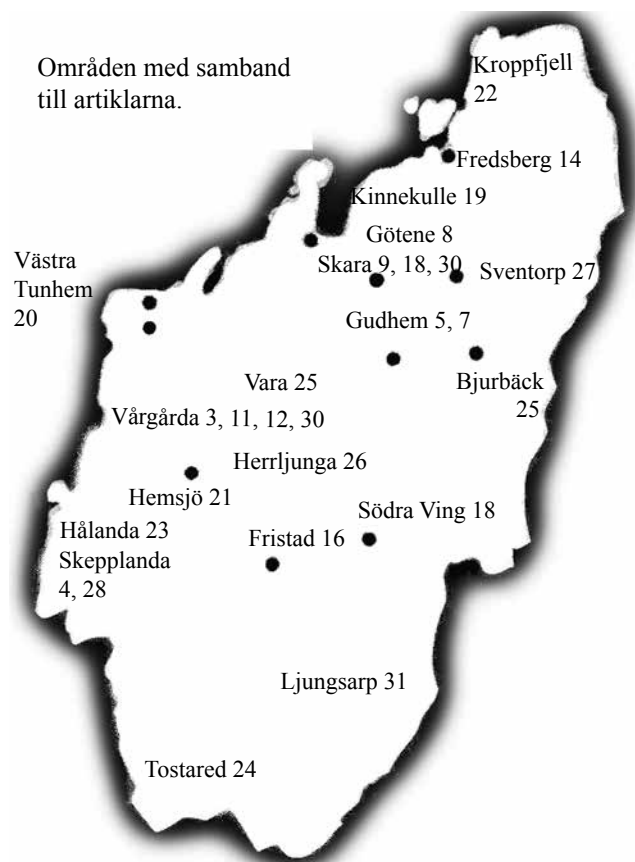 Områden med samband
till artiklarna.
Kroppfjell
22
Fredsberg 14
Kinnekulle 19
Götene 8
Skara 9, 18, 30
Sventorp 27
Västra
Tunhem
20
Gudhem 5, 7
Bjurbäck
25
Vara 25
Vårgårda 3, 11, 12, 30
Herrljunga 26
Hemsjö 21
Södra Ving 18
Hålanda 23
Skepplanda
4, 28
Fristad 16
Ljungsarp 31
Tostared 24